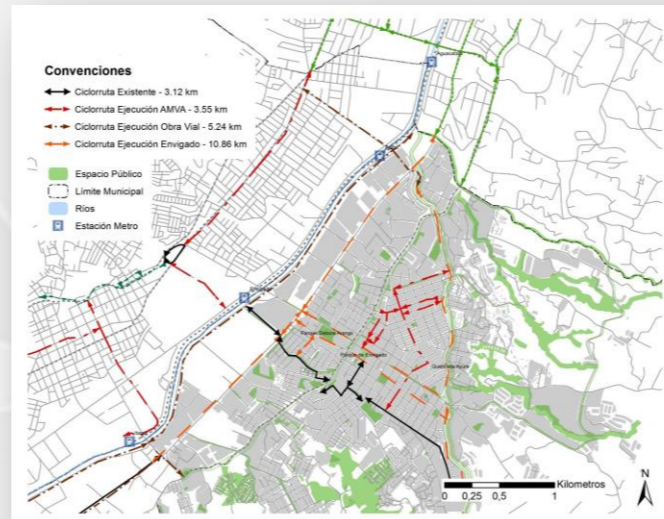 Convenciones
Ciclorruta Existente - 3.12 km
Ciclorruta Ejecución AMVA - 3.55 km
Ciclorruta Ejecución Obra Vial - 5.24 km
Ciclorruta Ejecución Envigado - 10.86 km
Espacio Público
Límite Municipal
Ríos
Estación Metro
Aguacatala
Parque de Envigado
Kilometros
0 0,25 0,5 1
N